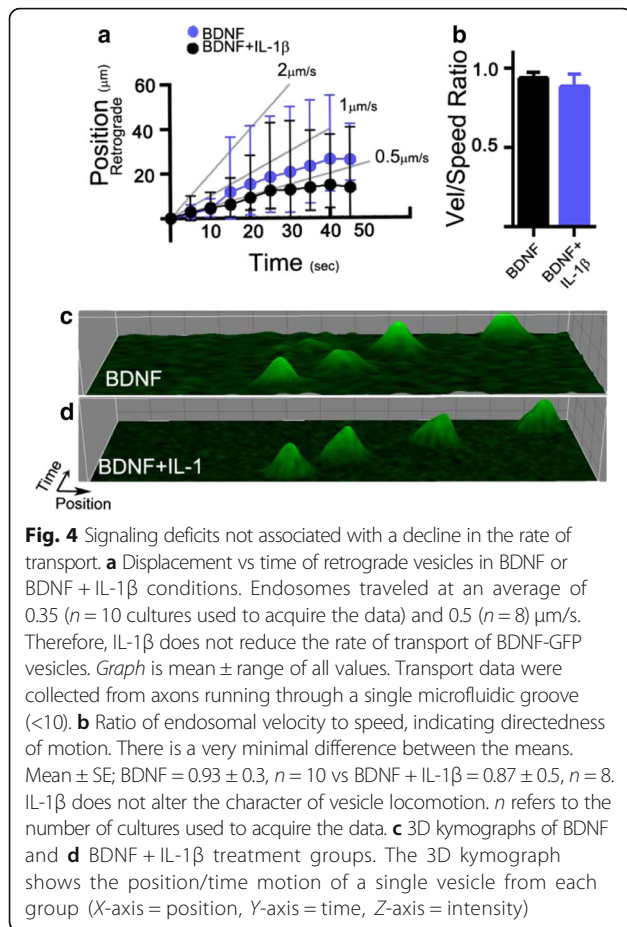 a
BDNF
BDNF+IL-1β
Position (μm)
Retrograde
60
40
20
2μm/s
1μm/s
0.5μm/s
10 20 30 40 50
Time (sec)
b
Vel/Speed Ratio
1.0
0.5
BDNF
BDNF+
IL-1β
c
BDNF
d
BDNF+IL-1
Time
Position
Fig. 4 Signaling deficits not associated with a decline in the rate of
transport. a Displacement vs time of retrograde vesicles in BDNF or
BDNF + IL-1β conditions. Endosomes traveled at an average of
0.35 (n = 10 cultures used to acquire the data) and 0.5 (n = 8) μm/s.
Therefore, IL-1β does not reduce the rate of transport of BDNF-GFP
vesicles. Graph is mean ± range of all values. Transport data were
collected from axons running through a single microfluidic groove
(<10). b Ratio of endosomal velocity to speed, indicating directedness
of motion. There is a very minimal difference between the means.
Mean ± SE; BDNF = 0.93 ± 0.3, n = 10 vs BDNF + IL-1β = 0.87 ± 0.5, n = 8.
IL-1β does not alter the character of vesicle locomotion. n refers to the
number of cultures used to acquire the data. c 3D kymographs of BDNF
and d BDNF + IL-1β treatment groups. The 3D kymograph
shows the position/time motion of a single vesicle from each
group (X-axis = position, Y-axis = time, Z-axis = intensity)